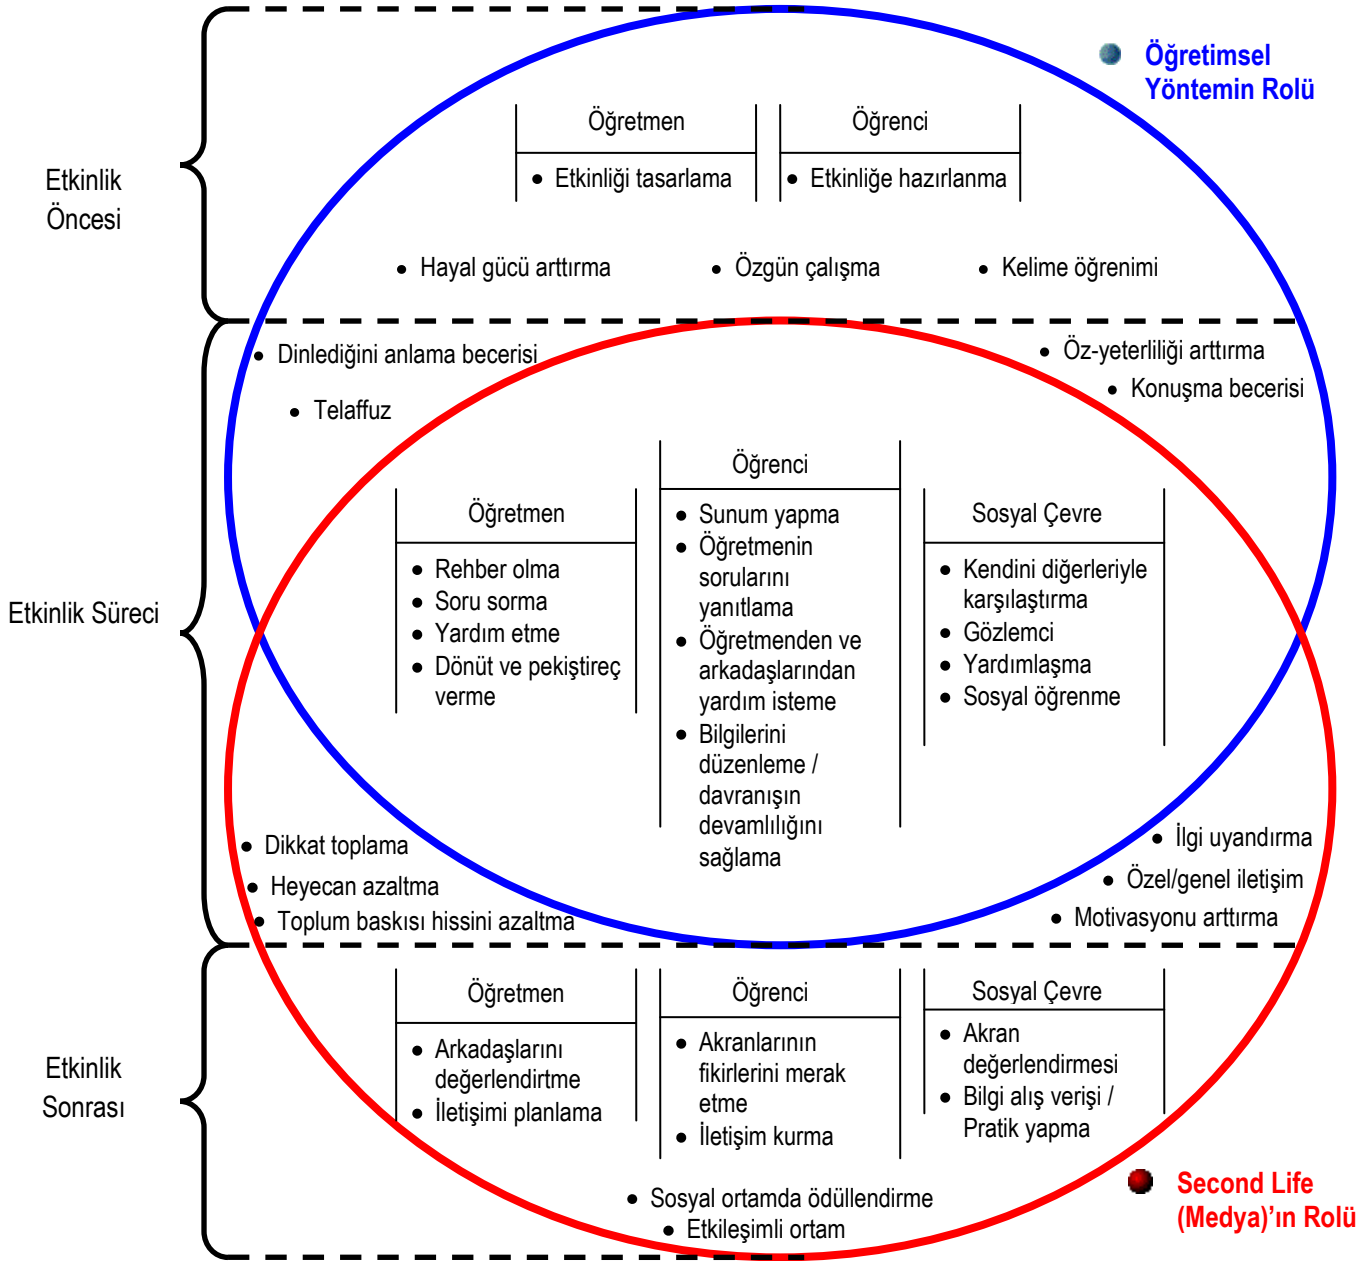 Öğretimsel
Yöntemin Rolü
Etkinlik
Öncesi
Öğretmen
• Etkinliği tasarlama
Öğrenci
• Etkinliğe hazırlanma
• Hayal gücü arttırma
• Özgün çalışma
• Kelime öğrenimi
Etkinlik Süreci
• Dinlediğini anlama becerisi
• Telaffuz
• Öz-yeterliliği arttırma
• Konuşma becerisi
Öğretmen
• Rehber olma
• Soru sorma
• Yardım etme
• Dönüt ve pekiştireç
verme
Öğrenci
• Sunum yapma
• Öğretmenin
sorularını
yanıtlama
• Öğretmenden ve
arkadaşlarından
yardım isteme
• Bilgilerini
düzenleme /
davranışın
devamlılığını
sağlama
Sosyal Çevre
• Kendini diğerleriyle
karşılaştırma
• Gözlemci
• Yardımlaşma
• Sosyal öğrenme
• Dikkat toplama
• Heyecan azaltma
• Toplum baskısı hissini azaltma
• İlgi uyandırma
• Özel/genel iletişim
• Motivasyonu arttırma
Etkinlik
Sonrası
Öğretmen
• Arkadaşlarını
değerlendirtme
• İletişimi planlama
Öğrenci
• Akranlarının
fikirlerini merak
etme
• İletişim kurma
Sosyal Çevre
• Akran
değerlendirmesi
• Bilgi alış verişi /
Pratik yapma
• Sosyal ortamda ödüllendirme
• Etkileşimli ortam
Second Life
(Medya)'ın Rolü